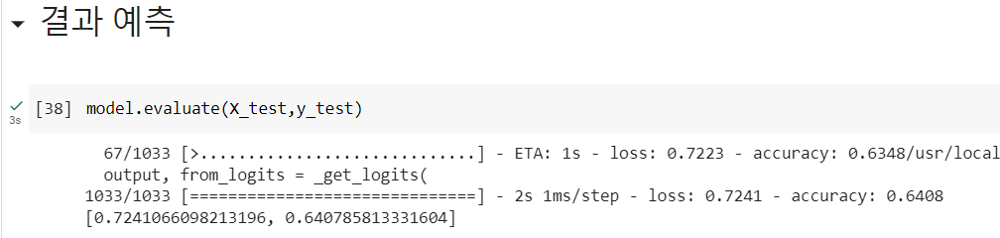 결과 예측
[38] model.evaluate(X_test,y_test)
3s
67/1033 [>.............................] - ETA: 1s - loss: 0.7223 - accuracy: 0.6348/usr/local
output, from_logits = _get_logits(
1033/1033 [==============================] - 2s 1ms/step - loss: 0.7241 - accuracy: 0.6408
[0.7241066098213196, 0.640785813331604]